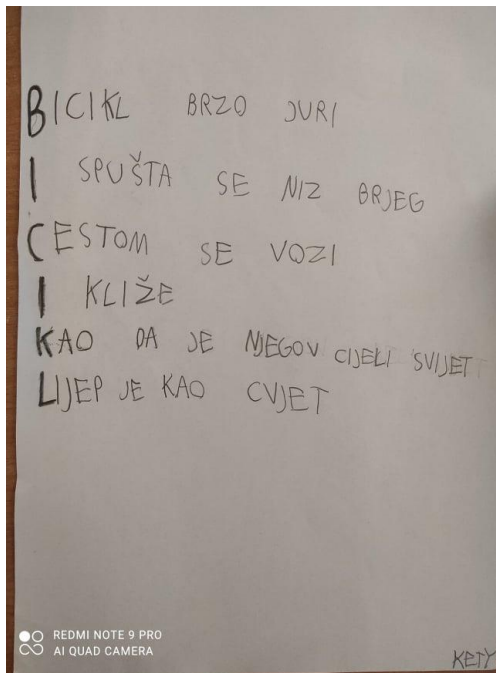 BICIKL BRZO JURI
I SPUŠTA SE NIZ BRJEG
CESTOM SE VOZI
I KLIŽE
KAO DA JE NJEGOV CIJELI SVIJET
LIJEP JE KAO CVJET
REDMI NOTE 9 PRO
AI QUAD CAMERA
KETY